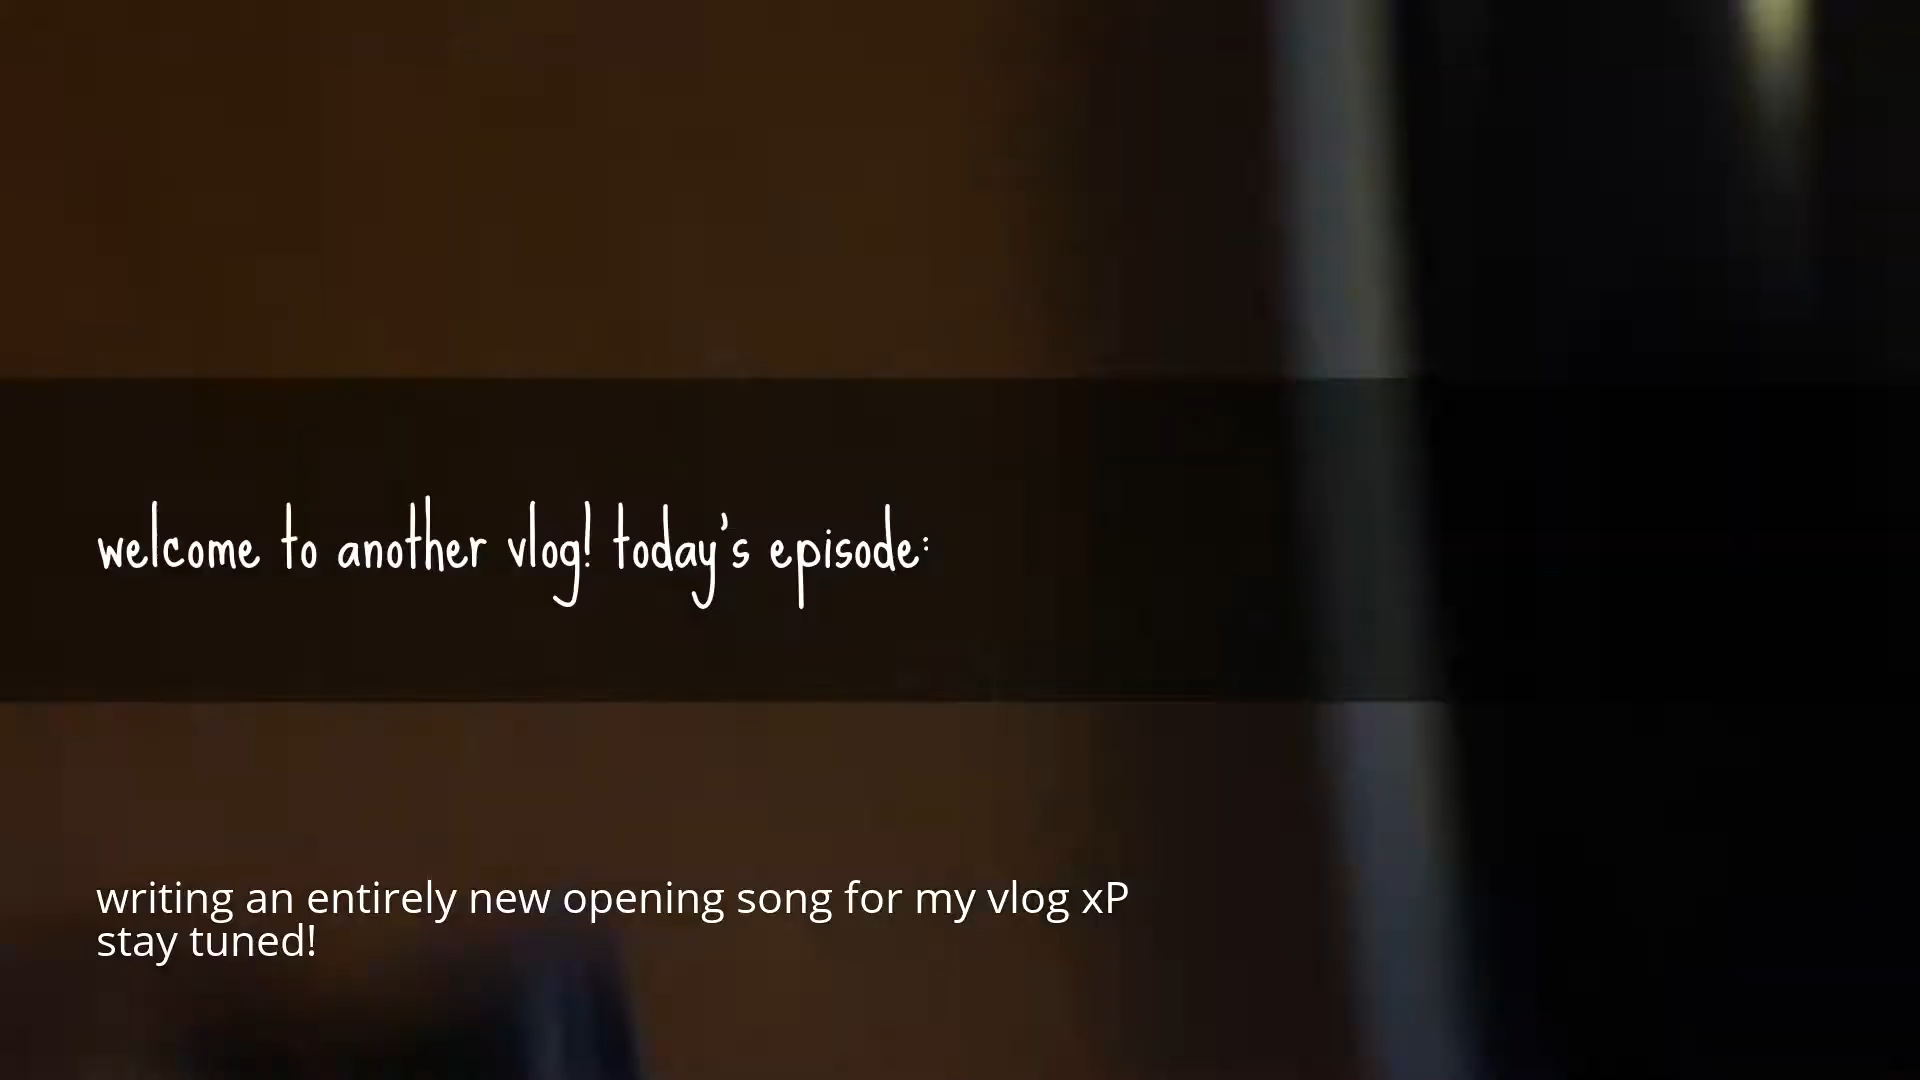 welcome to another vlog! today's episode:
writing an entirely new opening song for my vlog xP
stay tuned!